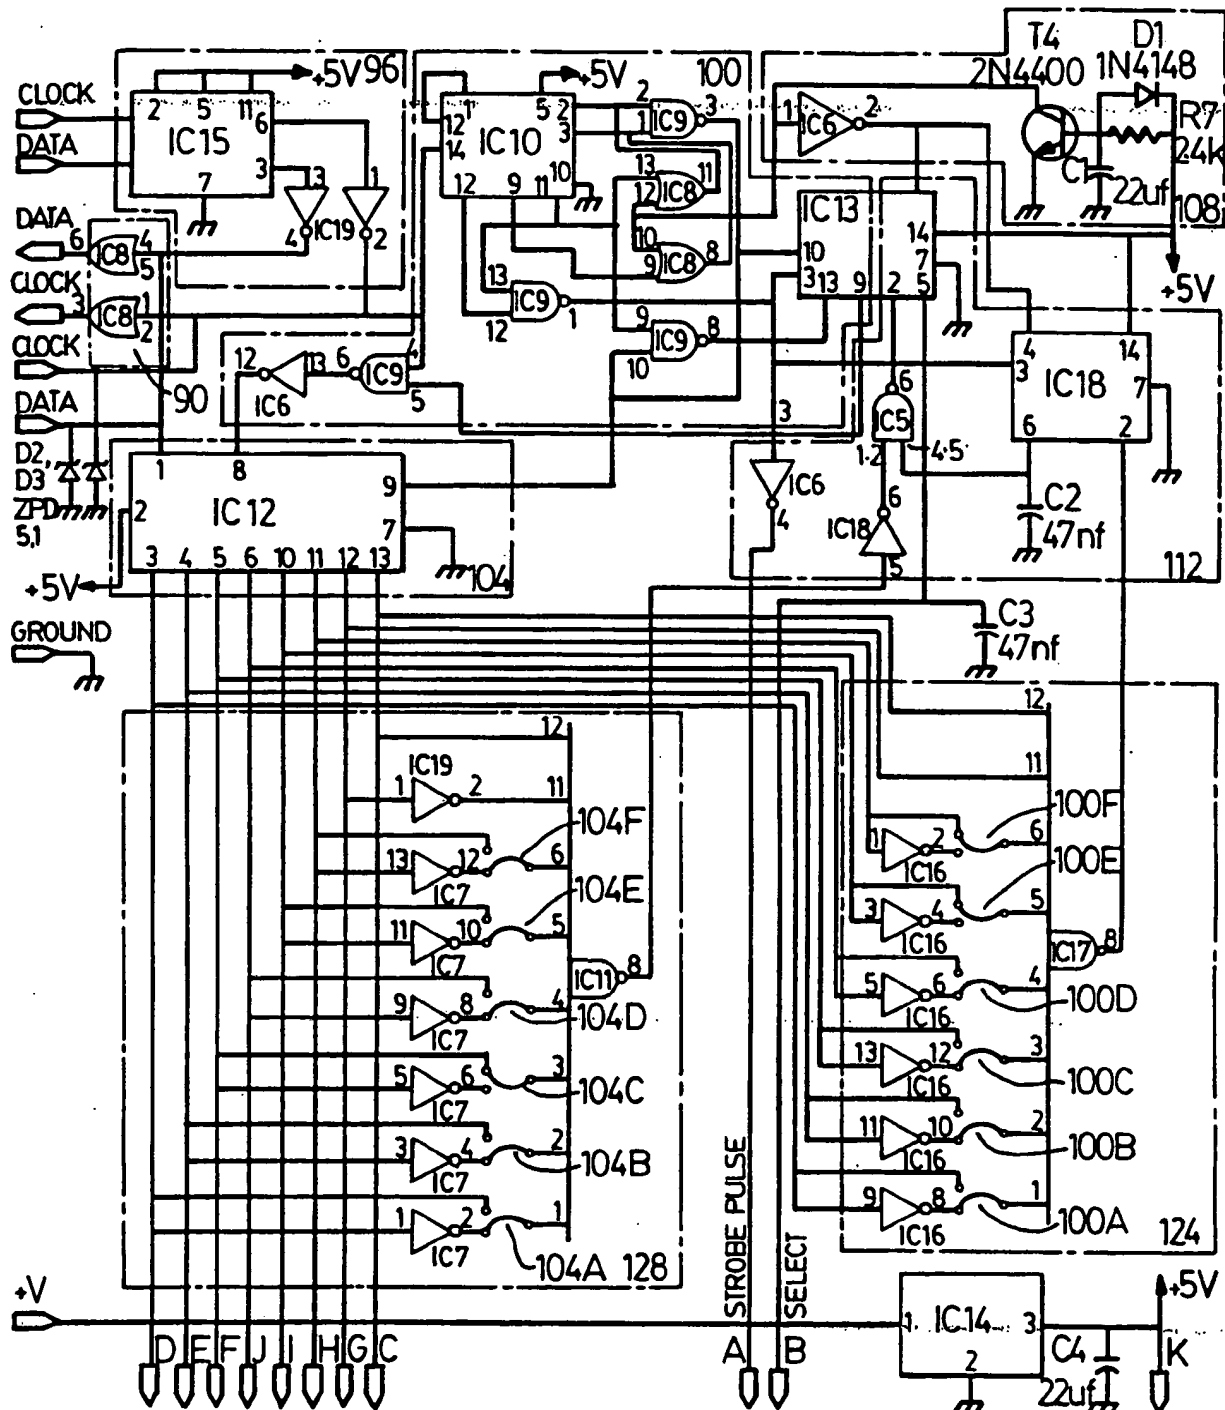 CLOCK
DATA
DATA
CLOCK
CLOCK
DATA
D2,
D3
ZPD
5,1
+5V
GROUND
+V
+5V 96
2 5 11
6
3
IC15
7
13
1
4
IC19
2
6
IC8
4
5
3
IC8
1
2
90
100
+5V
1
12
14
5
2
3
IC10
10
12 9 11
2
1
IC9
3
13
12
IC8
11
10
9
IC8
8
13
12
IC9
1
9
10
IC9
8
12
IC6
13
6
IC9
4
5
T4
2N4400
D1
1N4148
R7
24K
C1
22uf
108
+5V
1
IC6
2
IC13
10
3
13
9
2
5
14
7
4
3
14
7
IC18
6
2
C2
47nf
112
3
IC6
4
6
IC5
1·2
4·5
6
IC18
5
C3
47nf
1
8
2
9
7
IC12
3 4 5 6 10 11 12 13
104
12
IC19
1
2
11
13
12
IC7
6
104F
11
10
IC7
5
104E
9
8
IC7
4
104D
5
6
IC7
3
104C
3
4
IC7
2
104B
1
2
IC7
1
104A
128
IC11
8
12
11
1
2
IC16
6
100F
3
4
IC16
5
100E
5
6
IC16
4
100D
13
12
IC16
3
100C
11
10
IC16
2
100B
9
8
IC16
1
100A
124
IC17
8
STROBE PULSE
SELECT
1
IC14
3
2
C4
22uf
+5V
D E F J I H G C
A B
K